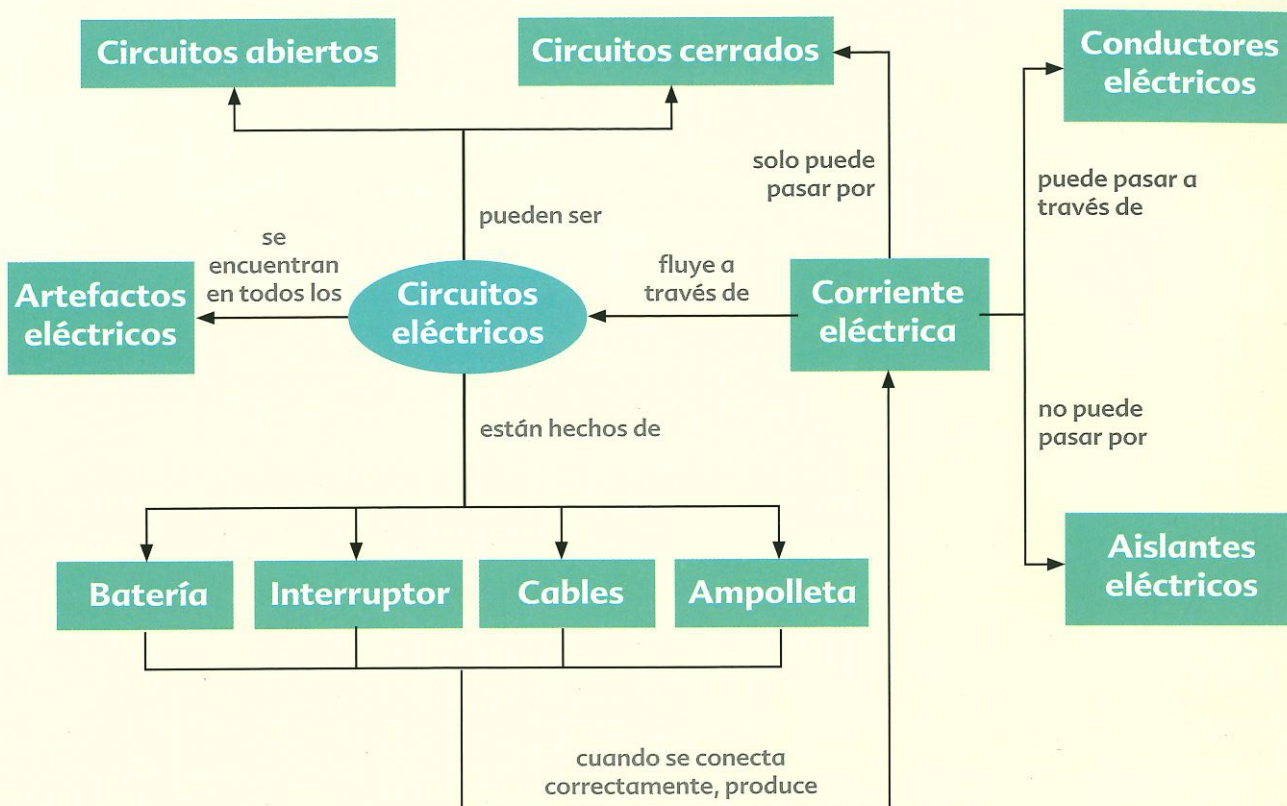 Circuitos abiertos
Circuitos cerrados
Conductores
eléctricos
solo puede
pasar por
puede pasar a
través de
pueden ser
se
encuentran
en todos los
fluye a
través de
Artefactos
eléctricos
Circuitos
eléctricos
Corriente
eléctrica
no puede
pasar por
están hechos de
Aislantes
eléctricos
Batería
Interruptor
Cables
Ampolleta
cuando se conecta
correctamente, produce